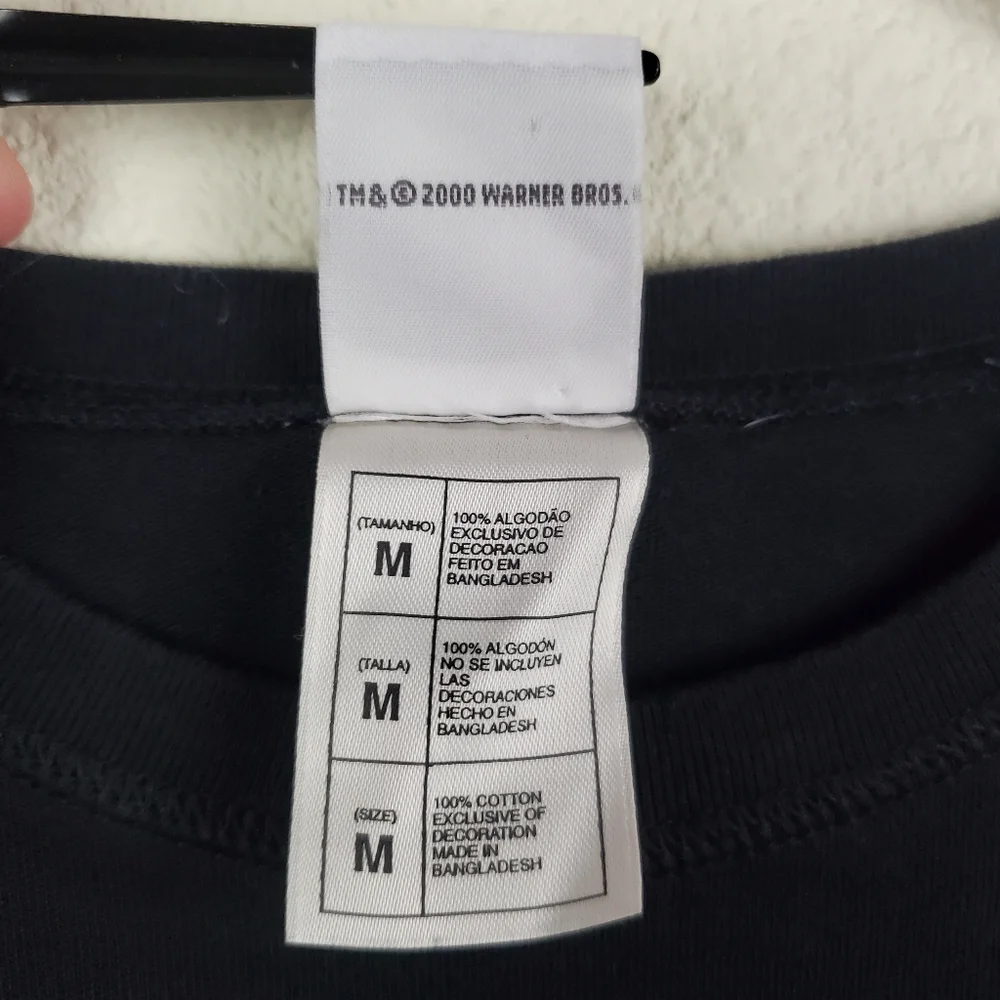 TM & © 2000 WARNER BROS.
(TAMANHO)
M
100% ALGODÃO
EXCLUSIVO DE
DECORACAO
FEITO EM
BANGLADESH
(TALLA)
M
100% ALGODÓN
NO SE INCLUYEN
LAS
DECORACIONES
HECHO EN
BANGLADESH
(SIZE)
M
100% COTTON
EXCLUSIVE OF
DECORATION
MADE IN
BANGLADESH